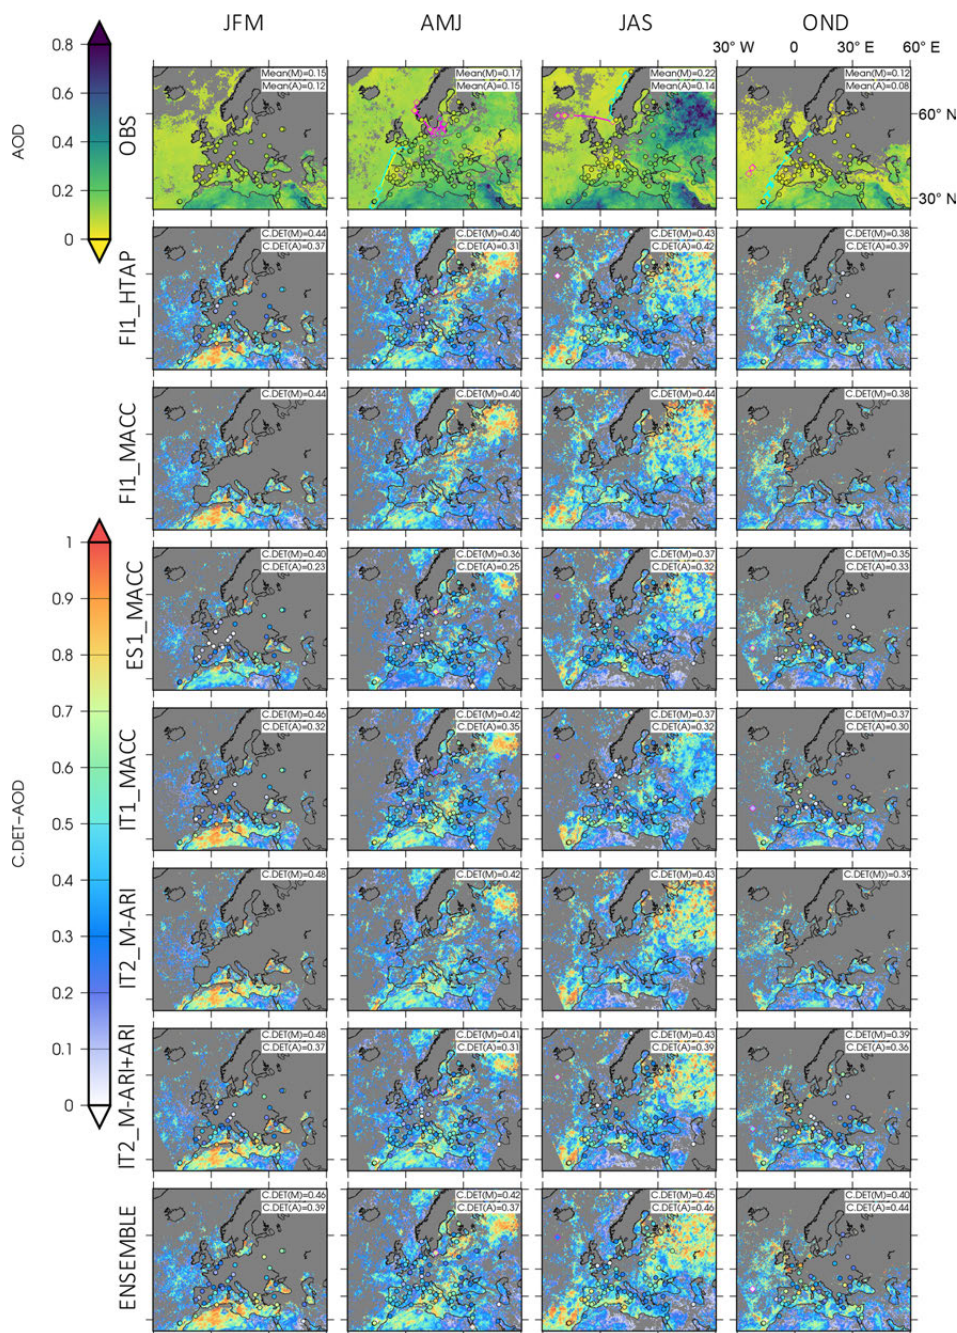 JFM AMJ JAS OND
30° W 0 30° E 60° E
0.8
0.6
0.4
0.2
0
AOD
OBS
Mean(M)=0.15
Mean(A)=0.12
Mean(M)=0.17
Mean(A)=0.15
Mean(M)=0.22
Mean(A)=0.14
Mean(M)=0.12
Mean(A)=0.08
60° N
30° N
FI1_HTAP
C.DET(M)=0.44
C.DET(A)=0.37
C.DET(M)=0.40
C.DET(A)=0.31
C.DET(M)=0.43
C.DET(A)=0.42
C.DET(M)=0.38
C.DET(A)=0.39
FI1_MACC
C.DET(M)=0.44
C.DET(M)=0.40
C.DET(M)=0.44
C.DET(M)=0.38
1
0.9
0.8
0.7
0.6
0.5
0.4
0.3
0.2
0.1
0
C.DET-AOD
ES1_MACC
C.DET(M)=0.40
C.DET(A)=0.23
C.DET(M)=0.36
C.DET(A)=0.25
C.DET(M)=0.37
C.DET(A)=0.32
C.DET(M)=0.35
C.DET(A)=0.33
IT1_MACC
C.DET(M)=0.46
C.DET(A)=0.32
C.DET(M)=0.42
C.DET(A)=0.35
C.DET(M)=0.37
C.DET(A)=0.32
C.DET(M)=0.37
C.DET(A)=0.30
IT2_M-ARI
C.DET(M)=0.48
C.DET(M)=0.42
C.DET(M)=0.43
C.DET(M))=0.39
IT2_M-ARI+ARI
C.DET(M)=0.48
C.DET(A)=0.37
C.DET(M)=0.41
C.DET(A)=0.31
C.DET(M)=0.43
C.DET(A)=0.39
C.DET(M)=0.39
C.DET(A)=0.36
ENSEMBLE
C.DET(M)=0.46
C.DET(A)=0.39
C.DET(M)=0.42
C.DET(A)=0.37
C.DET(M)=0.45
C.DET(A)=0.46
C.DET(M)=0.40
C.DET(A)=0.44